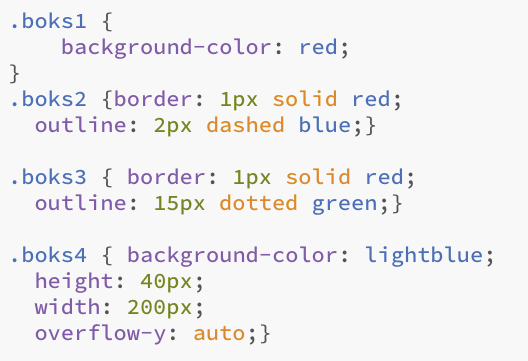 .boks1 {
    background-color: red;
}
.boks2 {border: 1px solid red;
  outline: 2px dashed blue;}

.boks3 { border: 1px solid red;
  outline: 15px dotted green;}

.boks4 { background-color: lightblue;
  height: 40px;
  width: 200px;
  overflow-y: auto;}